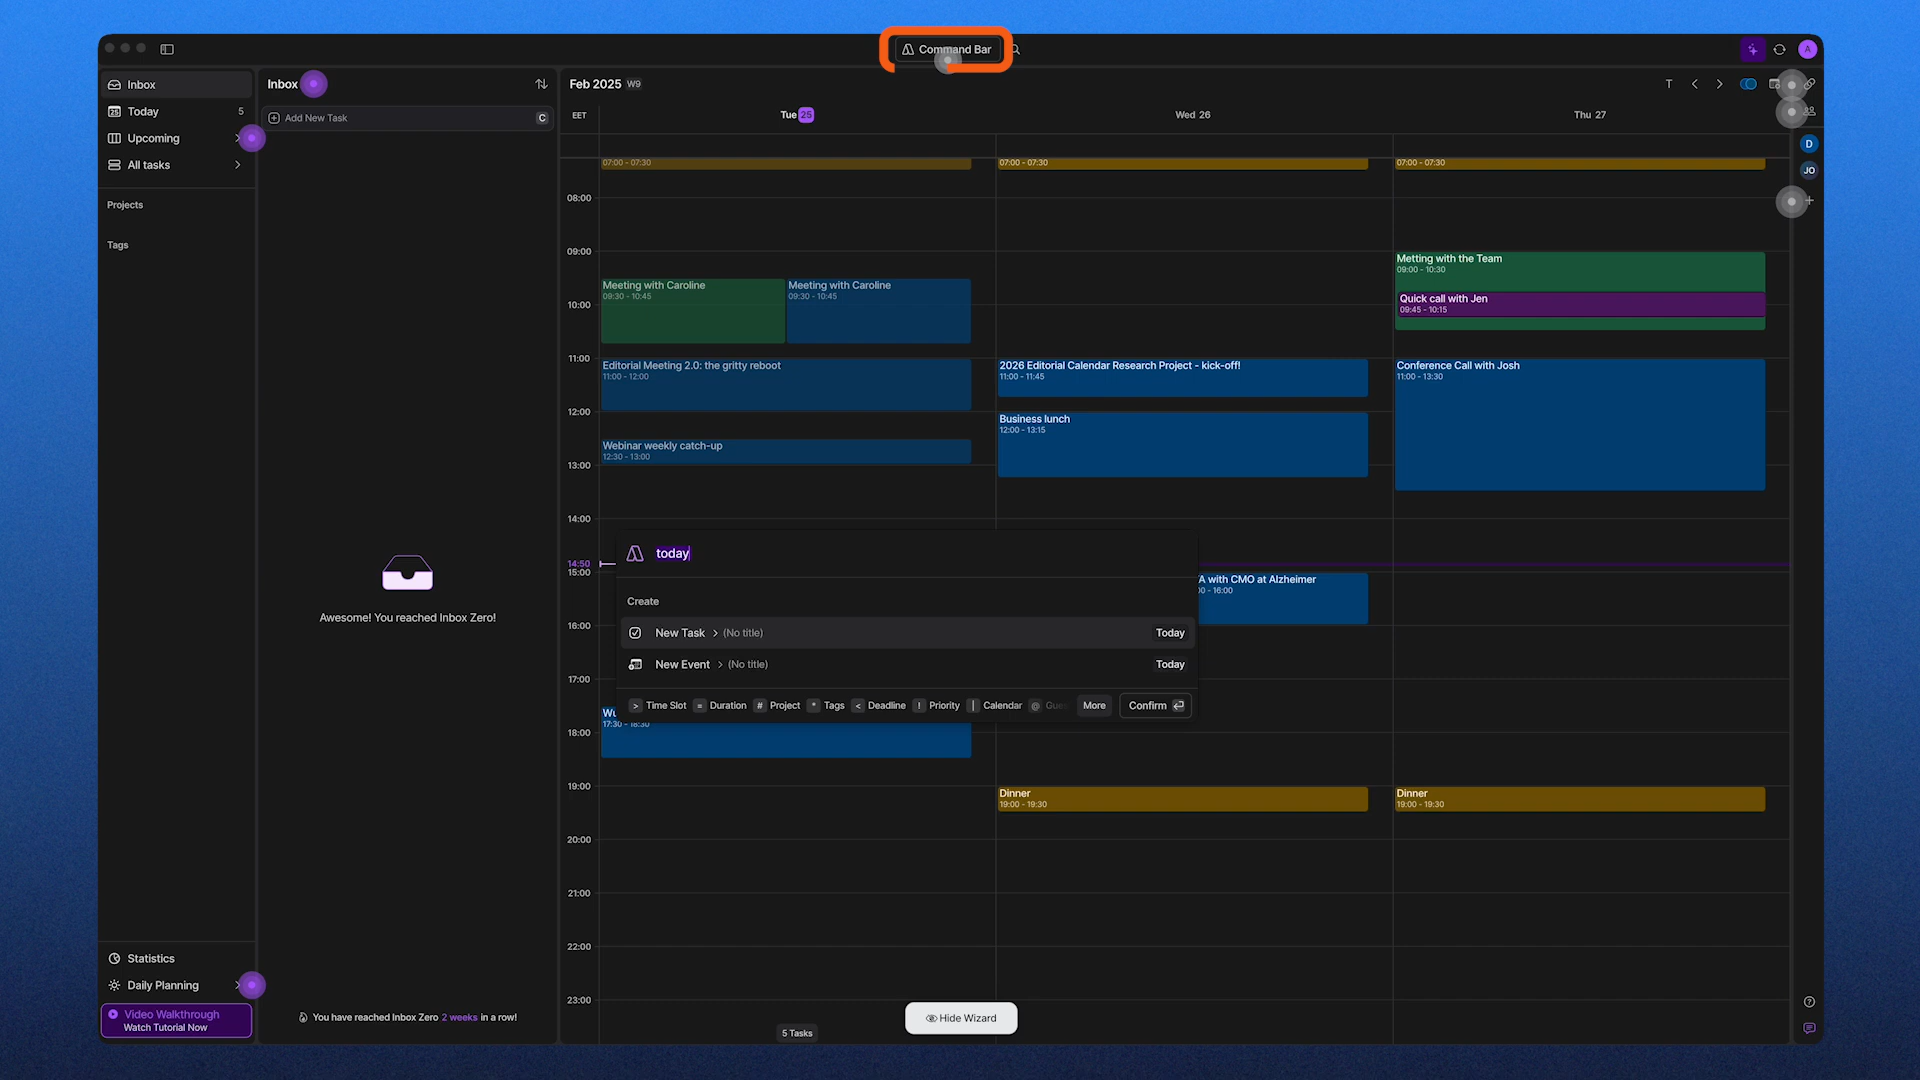 Command Bar
A
Inbox
Today 5
Upcoming
All tasks
Projects
Tags
Statistics
Daily Planning
Video Walkthrough
Watch Tutorial Now
Inbox
Add New Task C
Awesome! You reached Inbox Zero!
You have reached Inbox Zero 2 weeks in a row!
Feb 2025 W9
T
EET
Tue 25
Wed 26
Thu 27
07:00 - 07:30
07:00 - 07:30
07:00 - 07:30
08:00
09:00
10:00
11:00
12:00
13:00
14:00
14:50
15:00
16:00
17:00
18:00
19:00
20:00
21:00
22:00
23:00
Meeting with Caroline
09:30 - 10:45
Meeting with Caroline
09:30 - 10:45
Editorial Meeting 2.0: the gritty reboot
11:00 - 12:00
Webinar weekly catch-up
12:30 - 13:00
17:30 - 18:30
2026 Editorial Calendar Research Project - kick-off!
11:00 - 11:45
Business lunch
12:00 - 13:15
A with CMO at Alzheimer
00 - 16:00
Dinner
19:00 - 19:30
Metting with the Team
09:00 - 10:30
Quick call with Jen
09:45 - 10:15
Conference Call with Josh
11:00 - 13:30
Dinner
19:00 - 19:30
today
Create
New Task > (No title) Today
New Event > (No title) Today
> Time Slot = Duration # Project * Tags < Deadline ! Priority | Calendar @ More Confirm
Hide Wizard
5 Tasks
D
JO